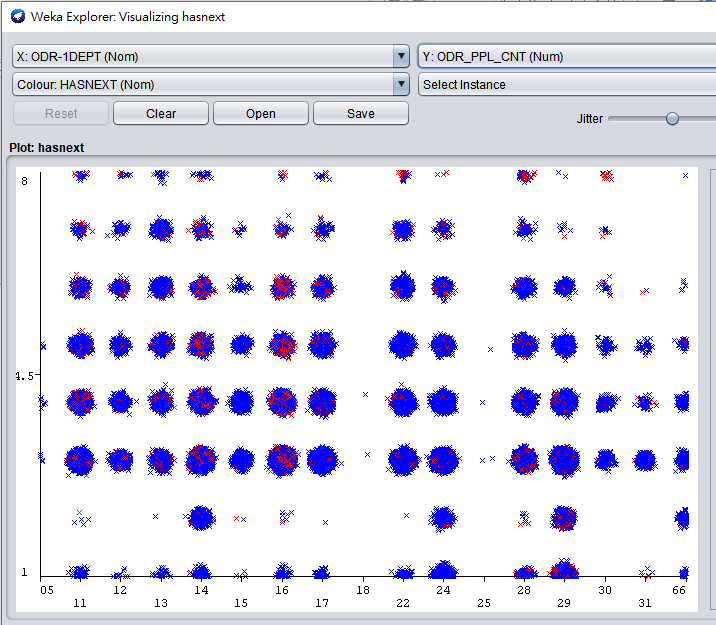 Weka Explorer: Visualizing hasnext
X: ODR-1DEPT (Nom)
Y: ODR_PPL_CNT (Num)
Colour: HASNEXT (Nom)
Select Instance
Reset
Clear
Open
Save
Jitter
Plot: hasnext
8
4.5
1
05 12 14 16 18 24 28 30 66
11 13 15 17 22 25 29 31